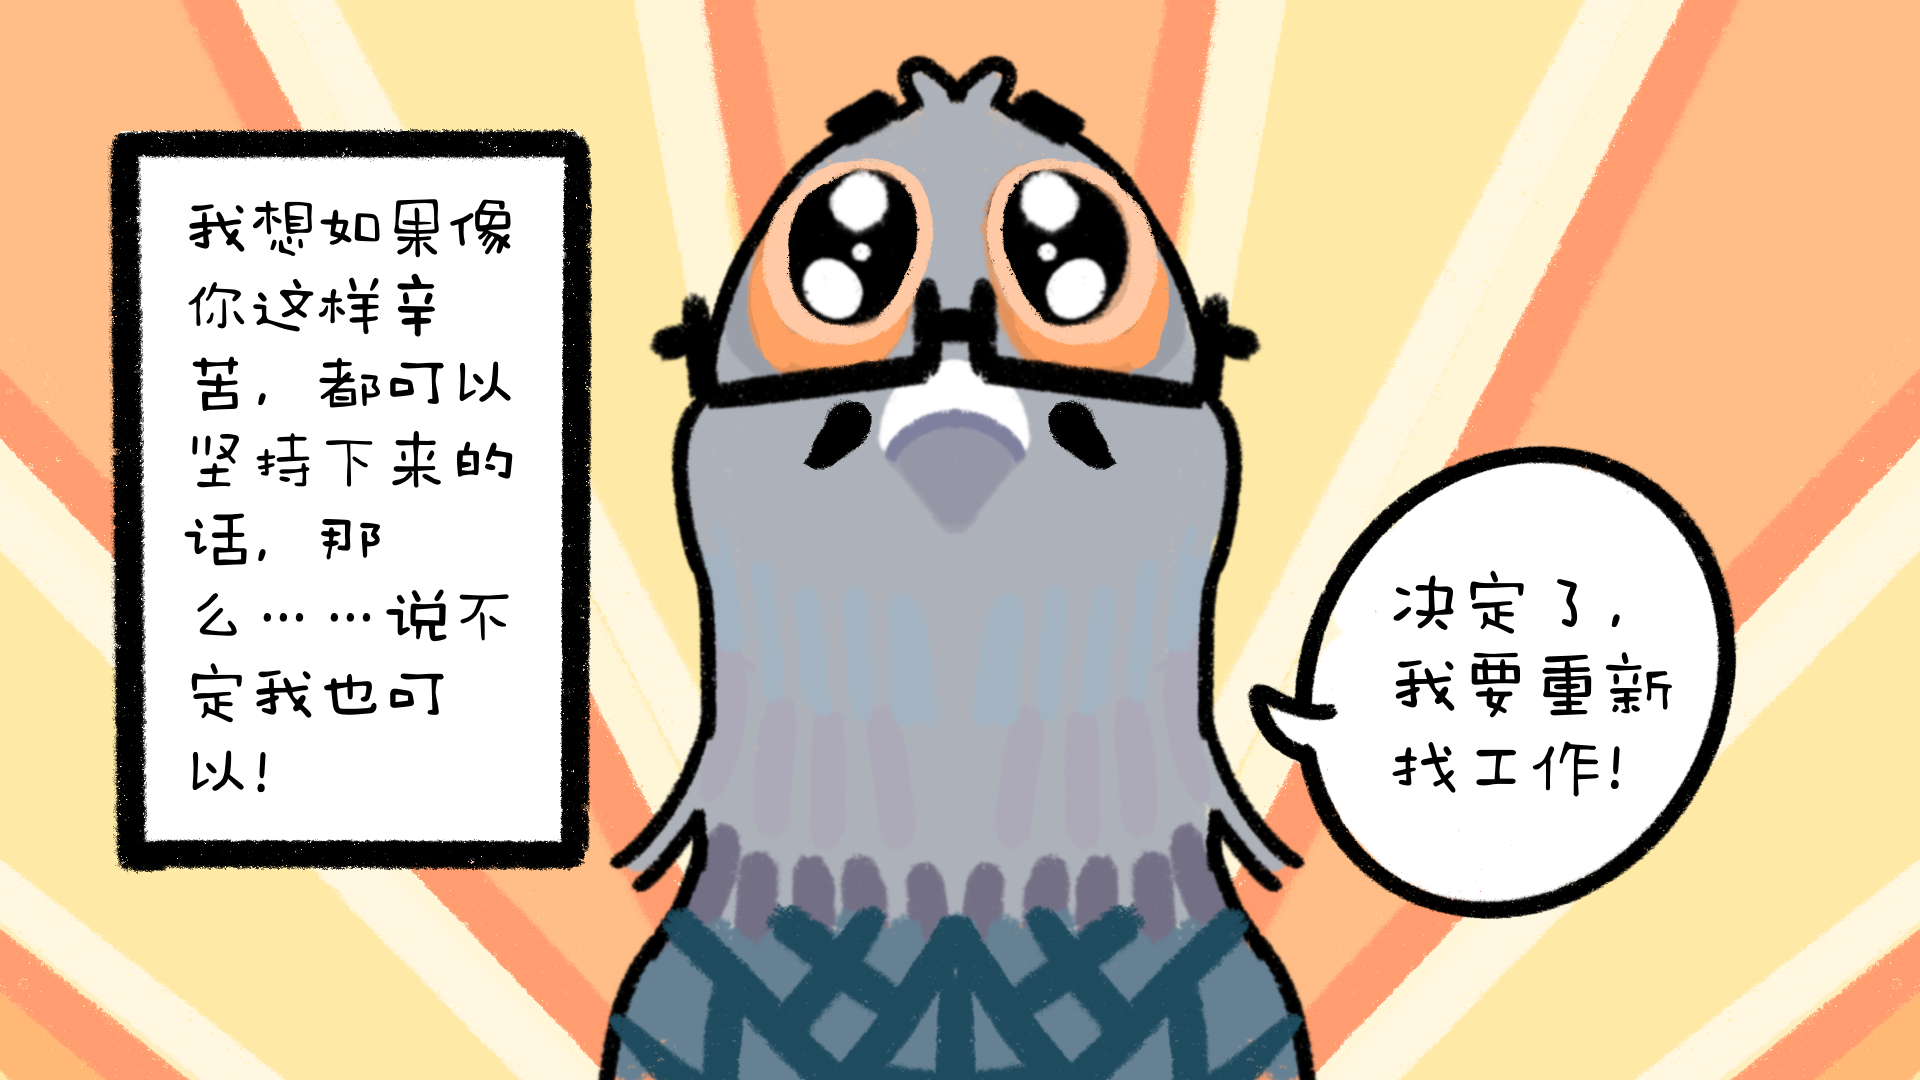 我想如果像
你这样辛
苦，都可以
坚持下来的
话，那
么……说不
定我也可
以！
决定了，
我要重新
找工作！